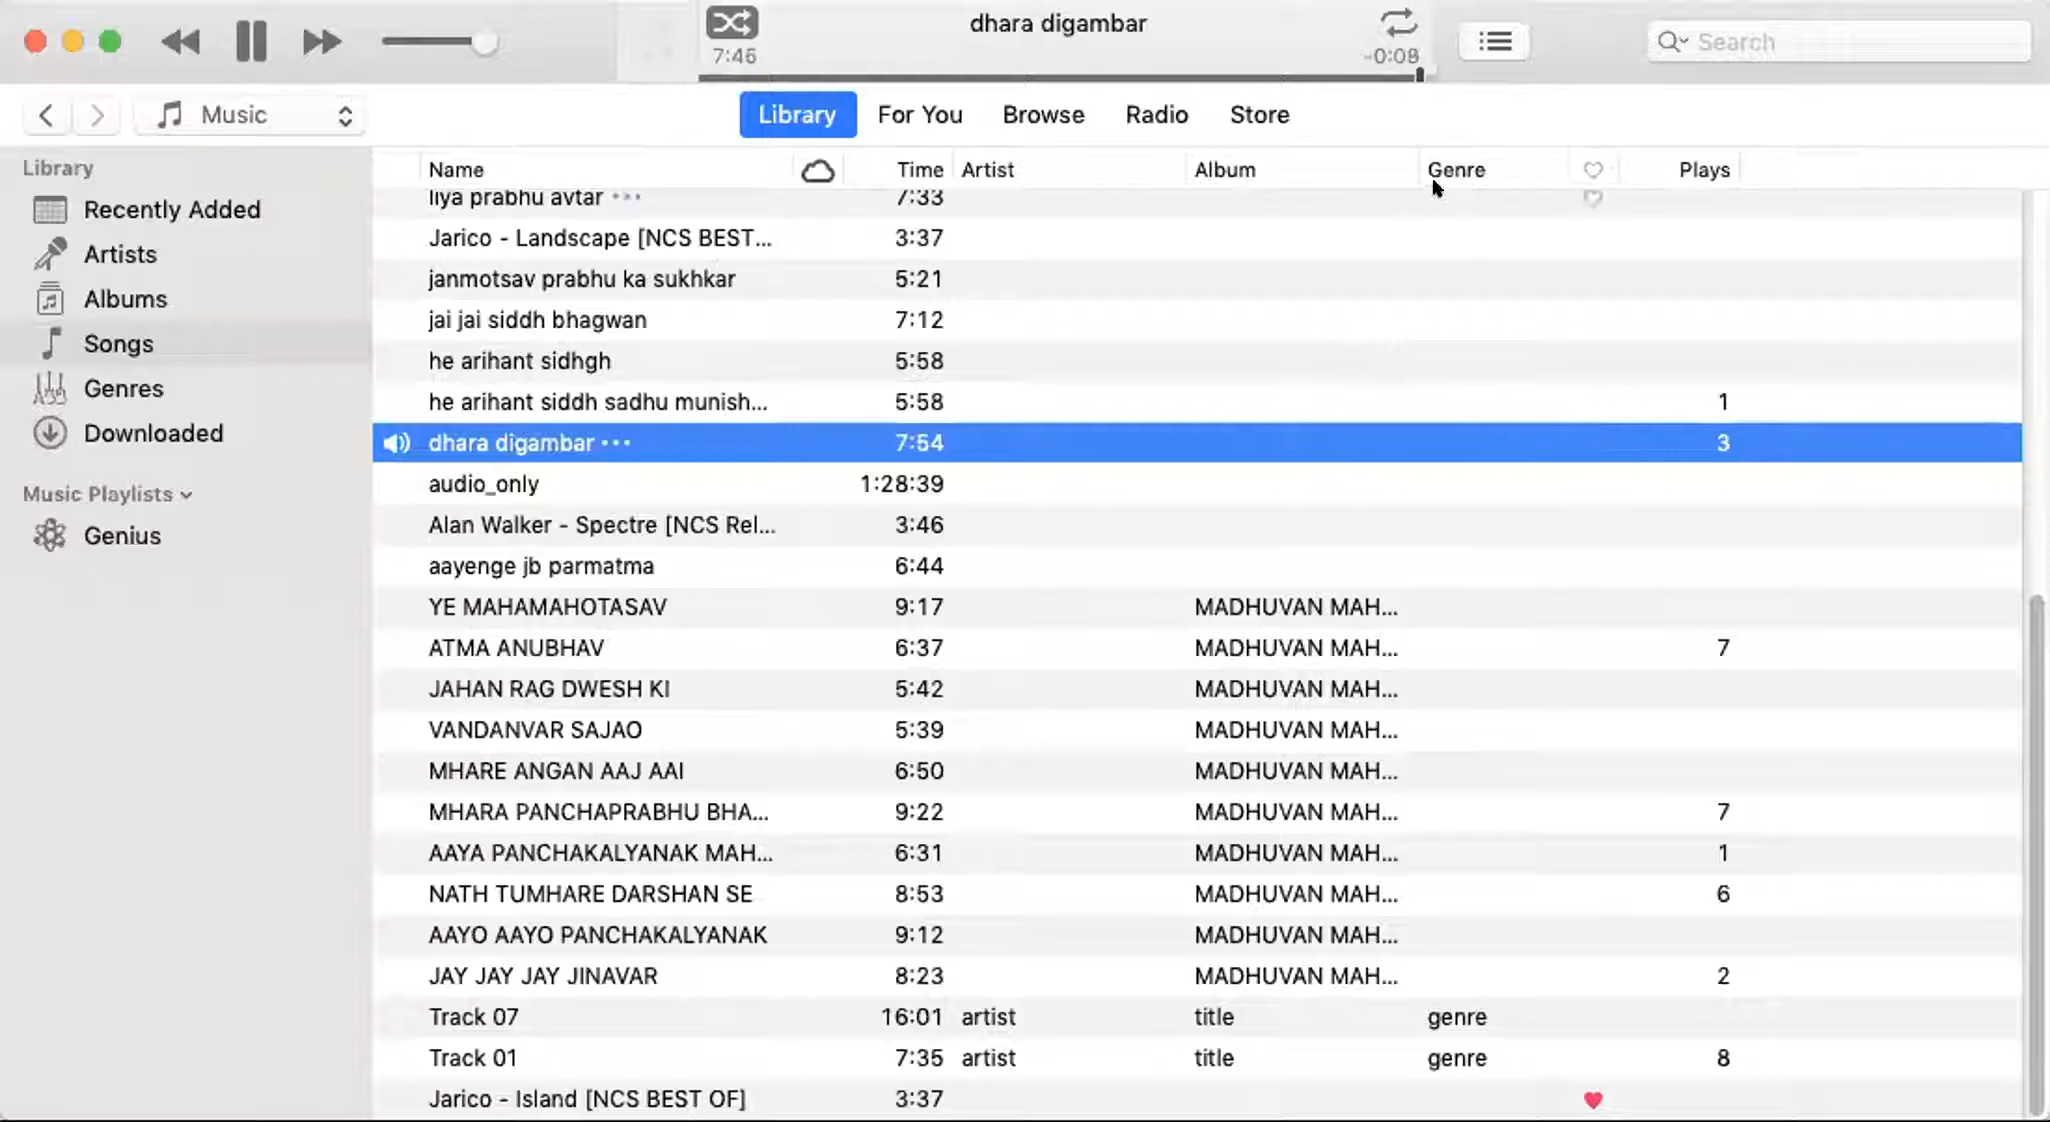 dhara digambar
7:46 -0:08
Search
Music
Library For You Browse Radio Store
Library
Recently Added
Artists
Albums
Songs
Genres
Downloaded
Music Playlists
Genius
Name Time Artist Album Genre Plays
liya prabhu avtar ••• 7:33
Jarico - Landscape [NCS BEST... 3:37
janmotsav prabhu ka sukhkar 5:21
jai jai siddh bhagwan 7:12
he arihant sidhgh 5:58
he arihant siddh sadhu munish... 5:58 1
dhara digambar ••• 7:54 3
audio_only 1:28:39
Alan Walker - Spectre [NCS Rel... 3:46
aayenge jb parmatma 6:44
YE MAHAMAHOTASAV 9:17 MADHUVAN MAH...
ATMA ANUBHAV 6:37 MADHUVAN MAH... 7
JAHAN RAG DWESH KI 5:42 MADHUVAN MAH...
VANDANVAR SAJAO 5:39 MADHUVAN MAH...
MHARE ANGAN AAJ AAI 6:50 MADHUVAN MAH...
MHARA PANCHAPRABHU BHA... 9:22 MADHUVAN MAH... 7
AAYA PANCHAKALYANAK MAH... 6:31 MADHUVAN MAH... 1
NATH TUMHARE DARSHAN SE 8:53 MADHUVAN MAH... 6
AAYO AAYO PANCHAKALYANAK 9:12 MADHUVAN MAH...
JAY JAY JAY JINAVAR 8:23 MADHUVAN MAH... 2
Track 07 16:01 artist title genre
Track 01 7:35 artist title genre 8
Jarico - Island [NCS BEST OF] 3:37